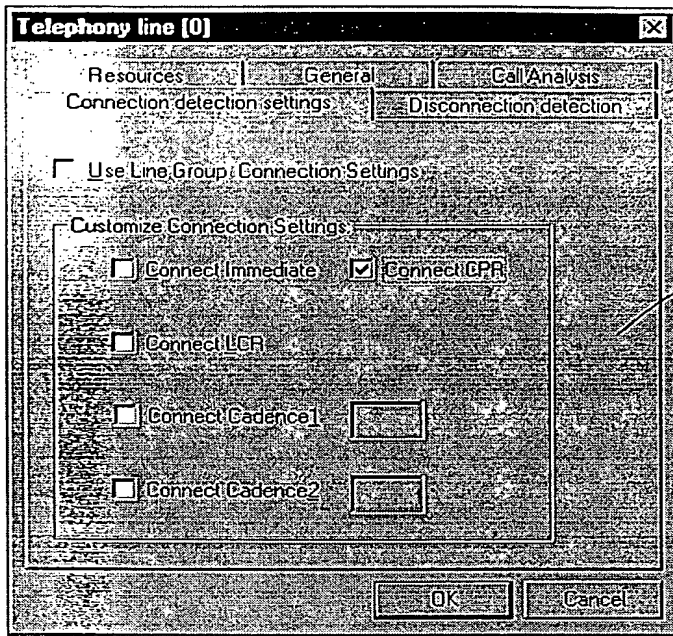 Telephony line [0]
Resources General Call Analysis
Connection detection settings Disconnection detection
Use Line Group Connection Settings
Customize Connection Settings
Connect Immediate Connect CPR
Connect LCR
Connect Cadence1
Connect Cadence2
OK Cancel